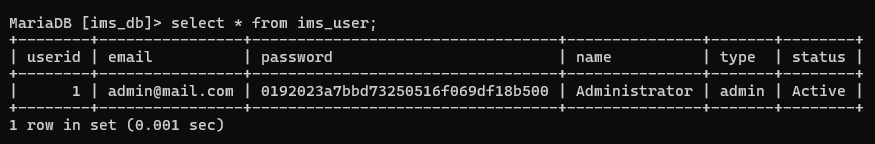 MariaDB [ims_db]> select * from ims_user;
+--------+----------------+----------------------------------+---------------+-------+--------+
| userid | email          | password                         | name          | type  | status |
+--------+----------------+----------------------------------+---------------+-------+--------+
|      1 | admin@mail.com | 0192023a7bbd73250516f069df18b500 | Administrator | admin | Active |
+--------+----------------+----------------------------------+---------------+-------+--------+
1 row in set (0.001 sec)